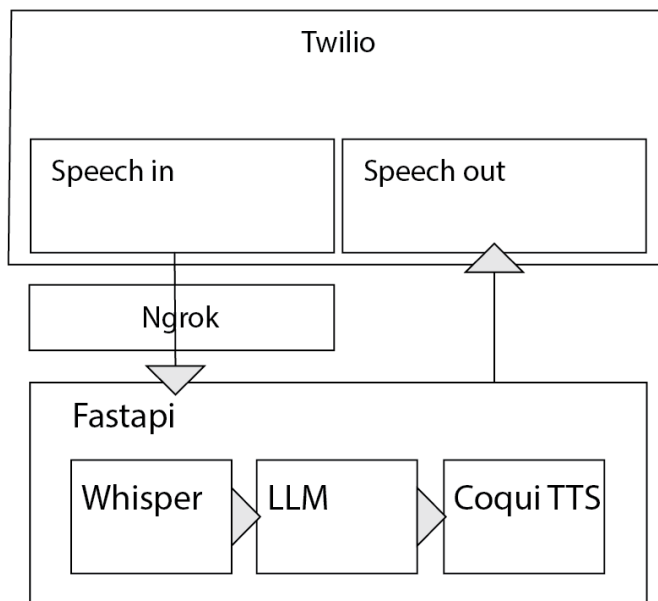 Twilio
Speech in
Speech out
Ngrok
Fastapi
Whisper
LLM
Coqui TTS